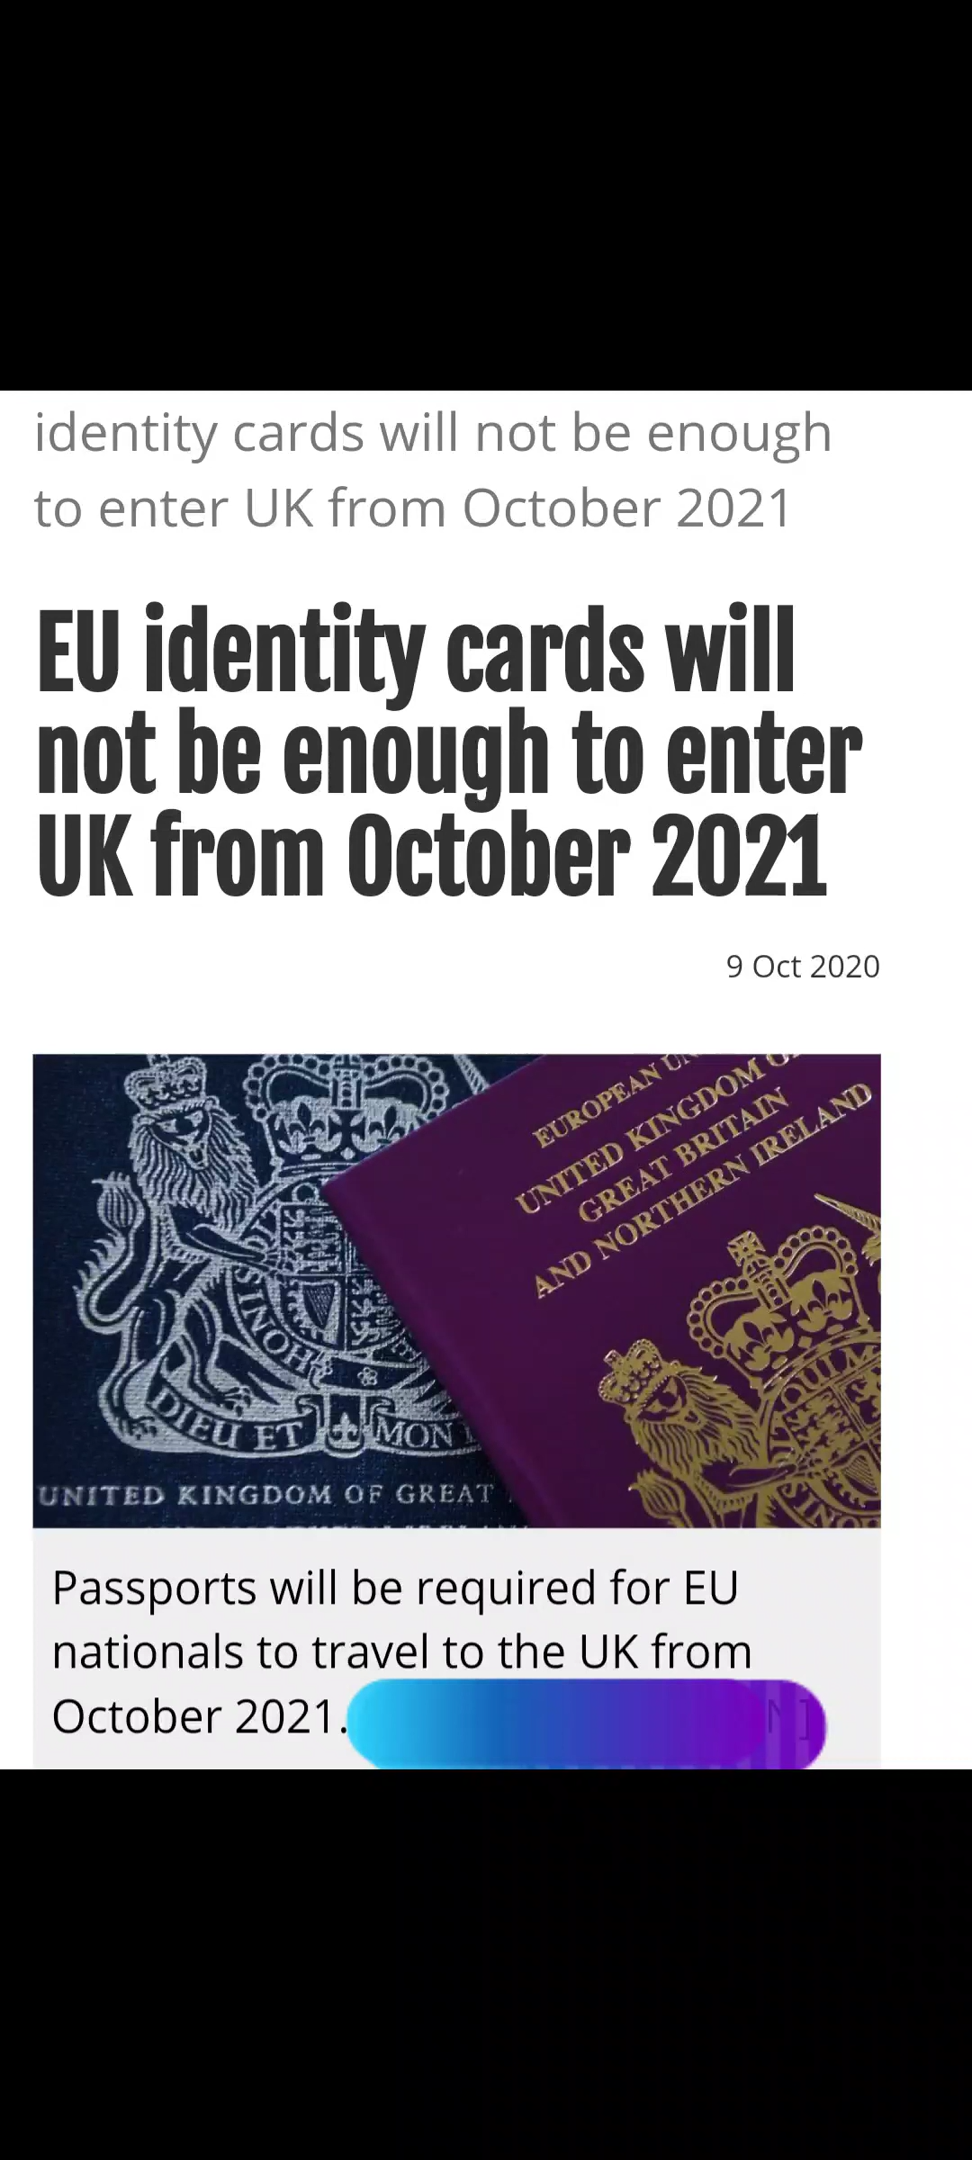 identity cards will not be enough
to enter UK from October 2021
EU identity cards will
not be enough to enter
UK from October 2021
9 Oct 2020
EUROPEAN
UNITED KINGDOM
GREAT BRITAIN
AND NORTHERN IRELAND
DIEU ET MON
UNITED KINGDOM OF GREAT
Passports will be required for EU
nationals to travel to the UK from
October 2021.